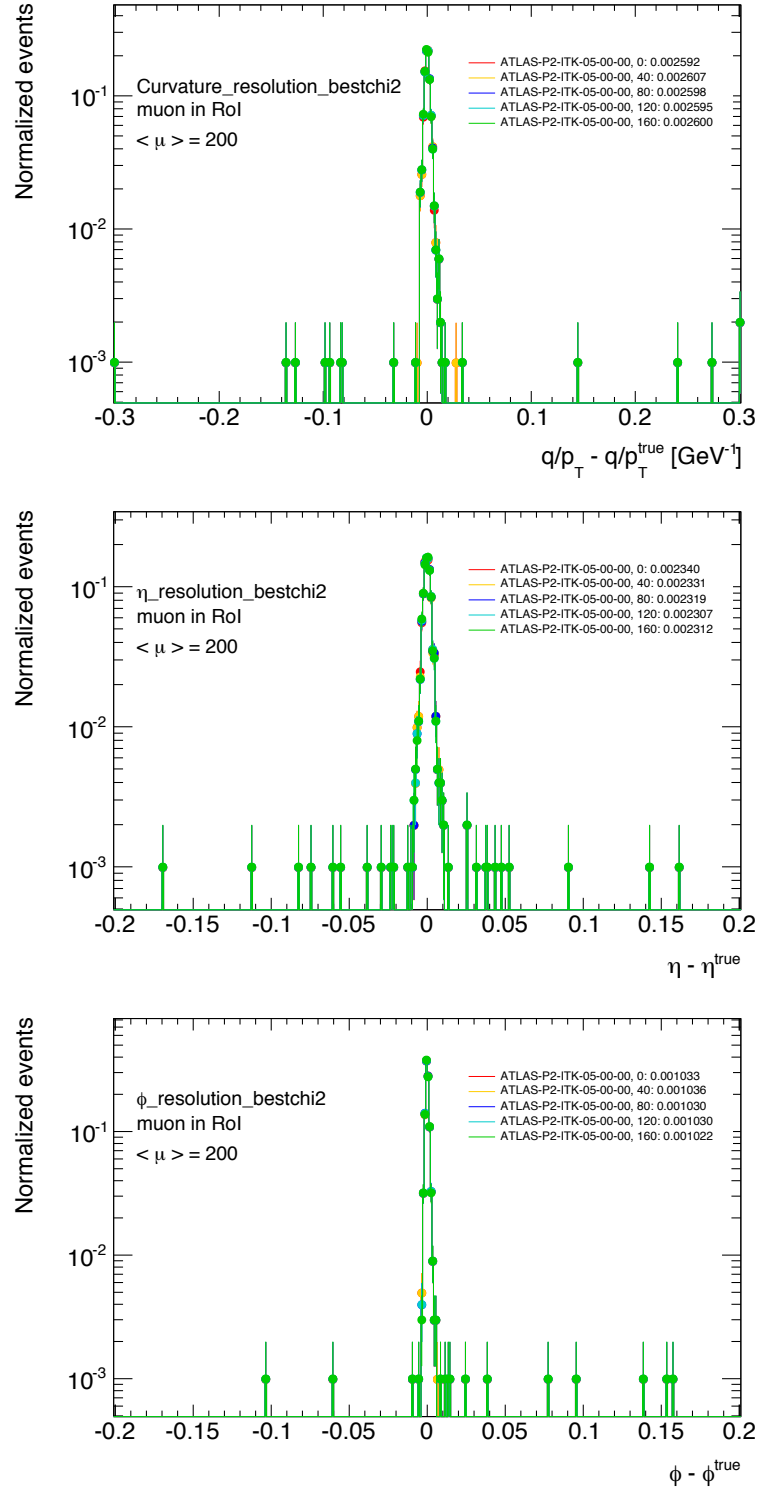 Normalized events
Curvature_resolution_bestchi2
muon in RoI
< μ > = 200
ATLAS-P2-ITK-05-00-00, 0: 0.002592
ATLAS-P2-ITK-05-00-00, 40: 0.002607
ATLAS-P2-ITK-05-00-00, 80: 0.002598
ATLAS-P2-ITK-05-00-00, 120: 0.002595
ATLAS-P2-ITK-05-00-00, 160: 0.002600
10^-1
10^-2
10^-3
-0.3 -0.2 -0.1 0 0.1 0.2 0.3
q/p_T - q/p_T^true [GeV^-1]
Normalized events
η_resolution_bestchi2
muon in RoI
< μ > = 200
ATLAS-P2-ITK-05-00-00, 0: 0.002340
ATLAS-P2-ITK-05-00-00, 40: 0.002331
ATLAS-P2-ITK-05-00-00, 80: 0.002319
ATLAS-P2-ITK-05-00-00, 120: 0.002307
ATLAS-P2-ITK-05-00-00, 160: 0.002312
10^-1
10^-2
10^-3
-0.2 -0.15 -0.1 -0.05 0 0.05 0.1 0.15 0.2
η - η^true
Normalized events
ϕ_resolution_bestchi2
muon in RoI
< μ > = 200
ATLAS-P2-ITK-05-00-00, 0: 0.001033
ATLAS-P2-ITK-05-00-00, 40: 0.001036
ATLAS-P2-ITK-05-00-00, 80: 0.001030
ATLAS-P2-ITK-05-00-00, 120: 0.001030
ATLAS-P2-ITK-05-00-00, 160: 0.001022
10^-1
10^-2
10^-3
-0.2 -0.15 -0.1 -0.05 0 0.05 0.1 0.15 0.2
ϕ - ϕ^true